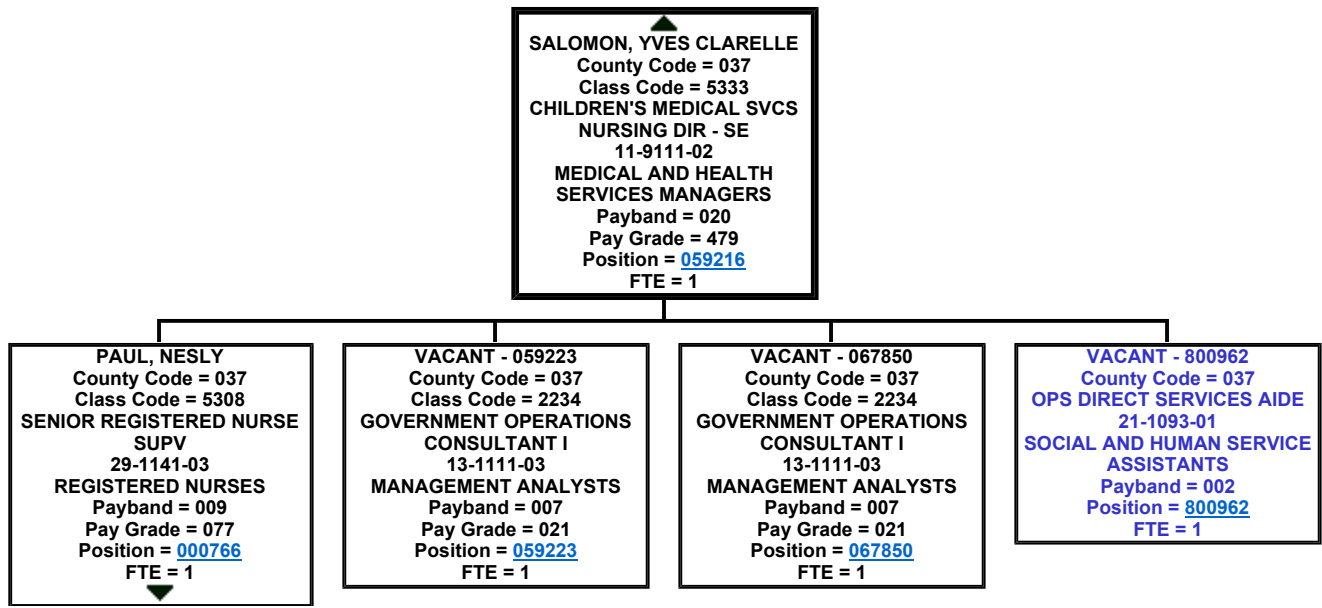 SALOMON, YVES CLARELLE
County Code = 037
Class Code = 5333
CHILDREN'S MEDICAL SVCS
NURSING DIR - SE
11-9111-02
MEDICAL AND HEALTH
SERVICES MANAGERS
Payband = 020
Pay Grade = 479
Position = 059216
FTE = 1
PAUL, NESLY
County Code = 037
Class Code = 5308
SENIOR REGISTERED NURSE
SUPV
29-1141-03
REGISTERED NURSES
Payband = 009
Pay Grade = 077
Position = 000766
FTE = 1
VACANT - 059223
County Code = 037
Class Code = 2234
GOVERNMENT OPERATIONS
CONSULTANT I
13-1111-03
MANAGEMENT ANALYSTS
Payband = 007
Pay Grade = 021
Position = 059223
FTE = 1
VACANT - 067850
County Code = 037
Class Code = 2234
GOVERNMENT OPERATIONS
CONSULTANT I
13-1111-03
MANAGEMENT ANALYSTS
Payband = 007
Pay Grade = 021
Position = 067850
FTE = 1
VACANT - 800962
County Code = 037
OPS DIRECT SERVICES AIDE
21-1093-01
SOCIAL AND HUMAN SERVICE
ASSISTANTS
Payband = 002
Position = 800962
FTE = 1